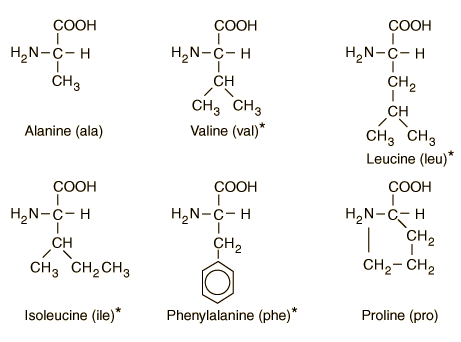 COOH COOH COOH
H₂N–C–H H₂N–C–H H₂N–C–H
CH₃ CH CH₂
CH₃ CH₃ CH
CH₃ CH₃
Alanine (ala) Valine (val)*
Leucine (leu)*
COOH COOH COOH
H₂N–C–H H₂N–C–H H₂N–C H
CH CH₂ CH₂
CH₃ CH₂CH₃ CH₂–CH₂
Isoleucine (ile)* Phenylalanine (phe)* Proline (pro)